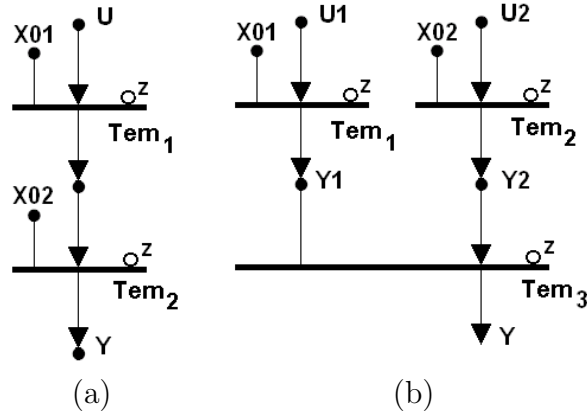 X01 U
z
Tem1
X02
z
Tem2
Y
(a)
X01 U1 X02 U2
z z
Tem1 Tem2
Y1 Y2
z
Tem3
Y
(b)